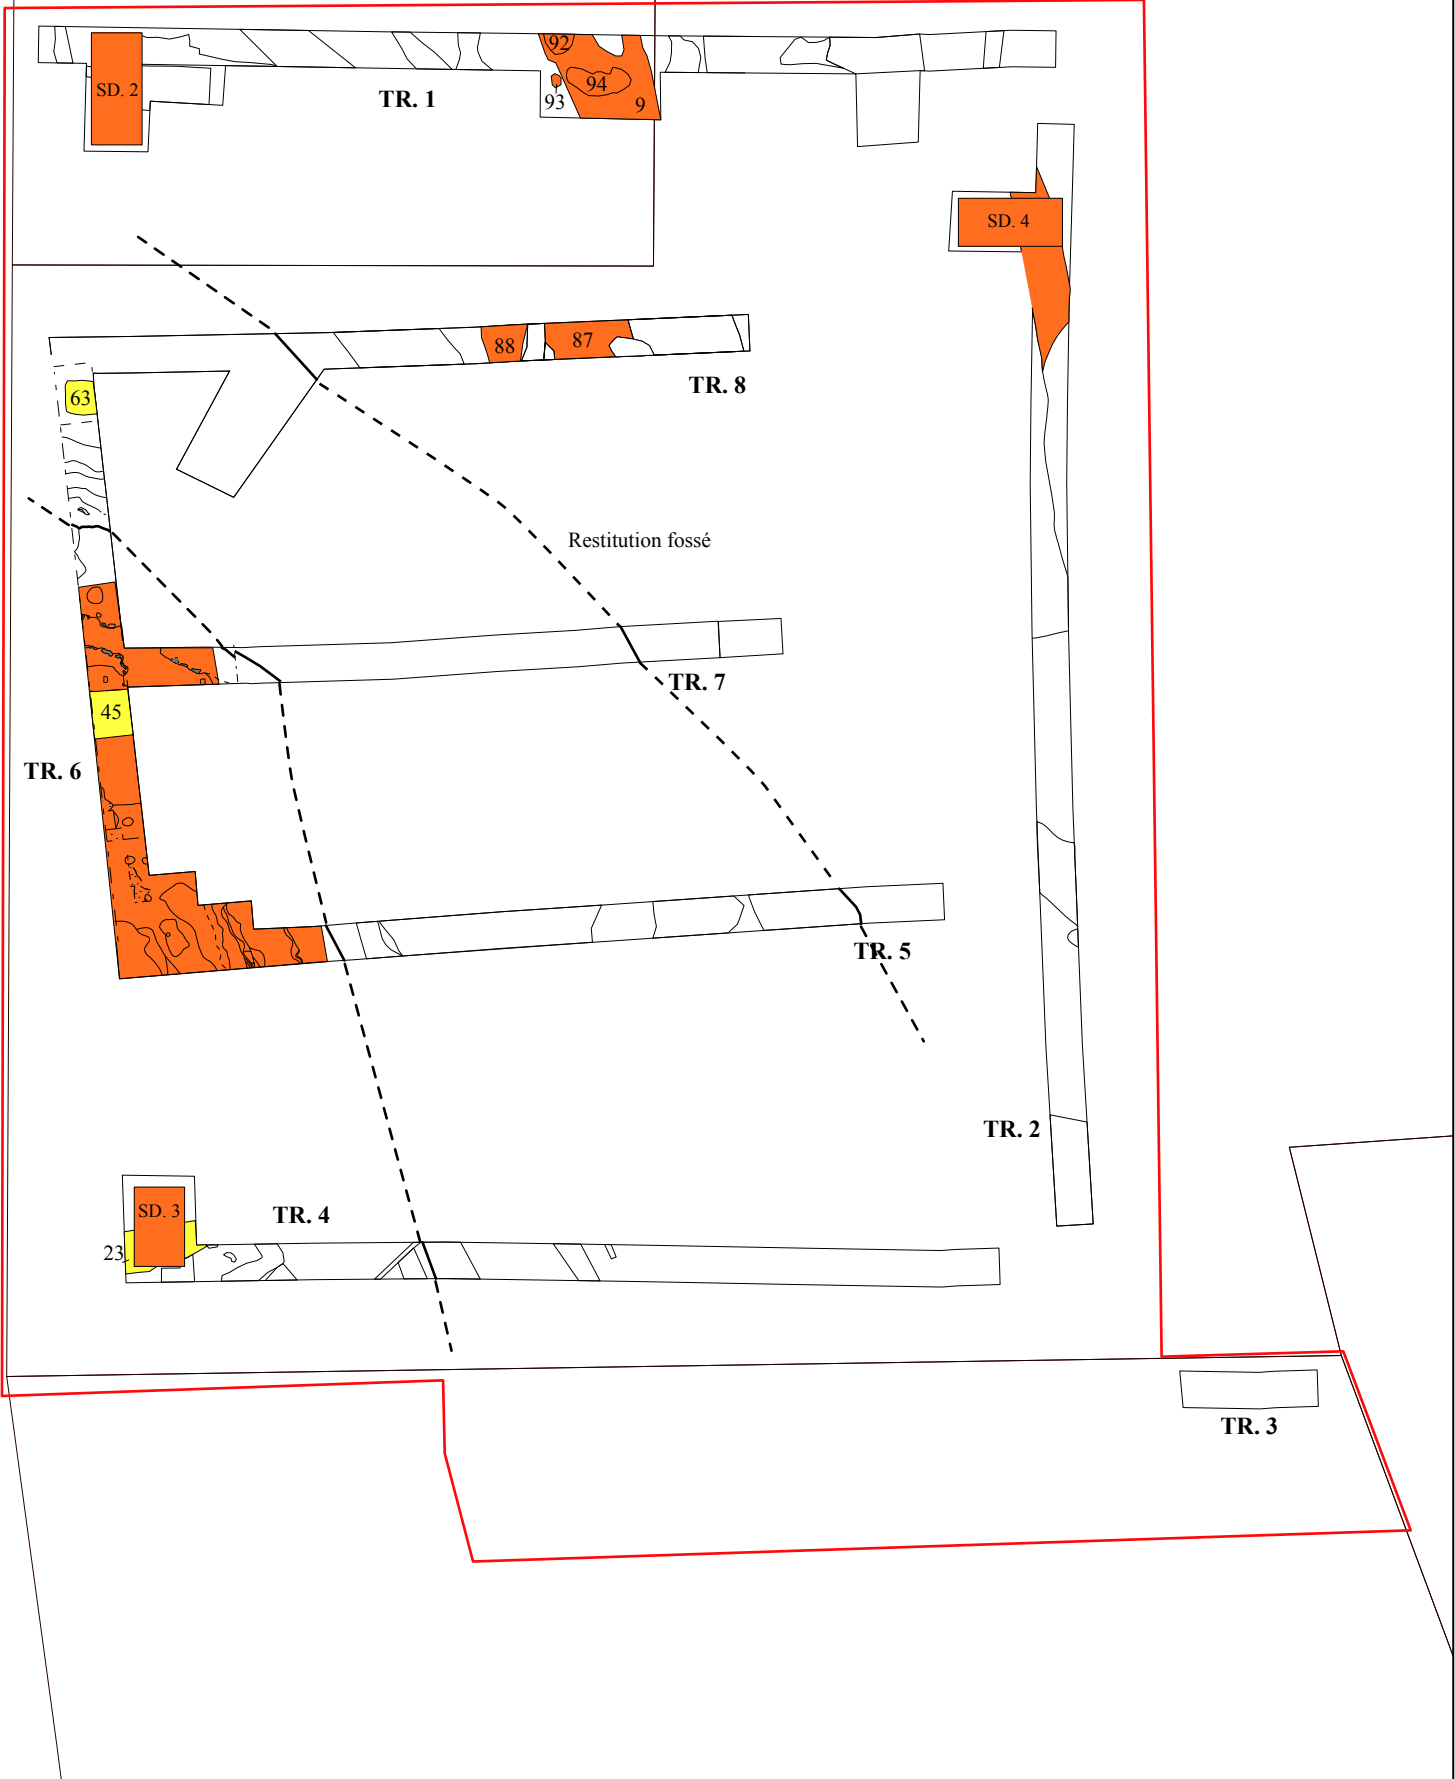 92
SD. 2
94
TR. 1
93
9
SD. 4
88
87
TR. 8
63
Restitution fossé
TR. 7
45
TR. 6
TR. 5
TR. 2
SD. 3
TR. 4
23
TR. 3